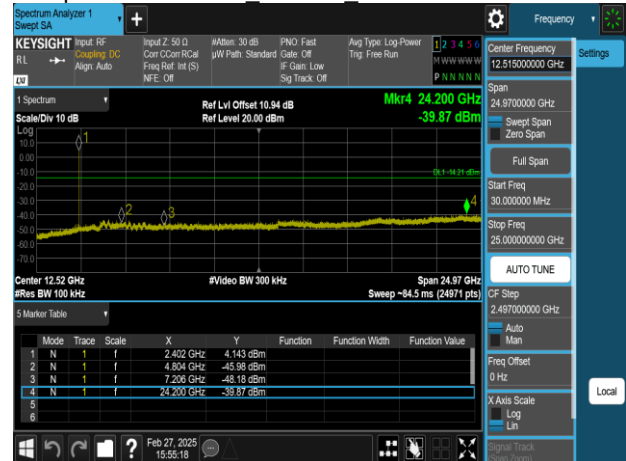 Spectrum Analyzer 1
Swept SA
+
Frequency
KEYSIGHT Input: RF
RL
Coupling: DC
Align: Auto
Input Z: 50 Ω
Corr CCorr RCal
Freq Ref: Int (S)
NFE: Off
#Atten: 30 dB
µW Path: Standard
PNO: Fast
Gate: Off
IF Gain: Low
Sig Track: Off
Avg Type: Log-Power
Trig: Free Run
1 2 3 4 5 6
M W W W W W
P N N N N N
1 Spectrum
Scale/Div 10 dB
Ref Lvl Offset 10.94 dB
Ref Level 20.00 dBm
Mkr4 24.200 GHz
-39.87 dBm
Log
10.0
0.00
-10.0
-20.0
-30.0
-40.0
-50.0
-60.0
-70.0
1
2
3
4
DL1 -14.21 dBm
Center 12.52 GHz
#Res BW 100 kHz
#Video BW 300 kHz
Span 24.97 GHz
Sweep ~84.5 ms (24971 pts)
5 Marker Table
Mode Trace Scale X Y Function Function Width Function Value
1 N 1 f 2.402 GHz 4.143 dBm
2 N 1 f 4.804 GHz -45.98 dBm
3 N 1 f 7.206 GHz -48.18 dBm
4 N 1 f 24.200 GHz -39.87 dBm
5
6
Feb 27, 2025
15:55:18
?
Center Frequency
12.515000000 GHz
Settings
Span
24.9700000 GHz
Swept Span
Zero Span
Full Span
Start Freq
30.000000 MHz
Stop Freq
25.000000000 GHz
AUTO TUNE
CF Step
2.497000000 GHz
Auto
Man
Freq Offset
0 Hz
X Axis Scale
Log
Lin
Local
Signal Track
(Span Zoom)